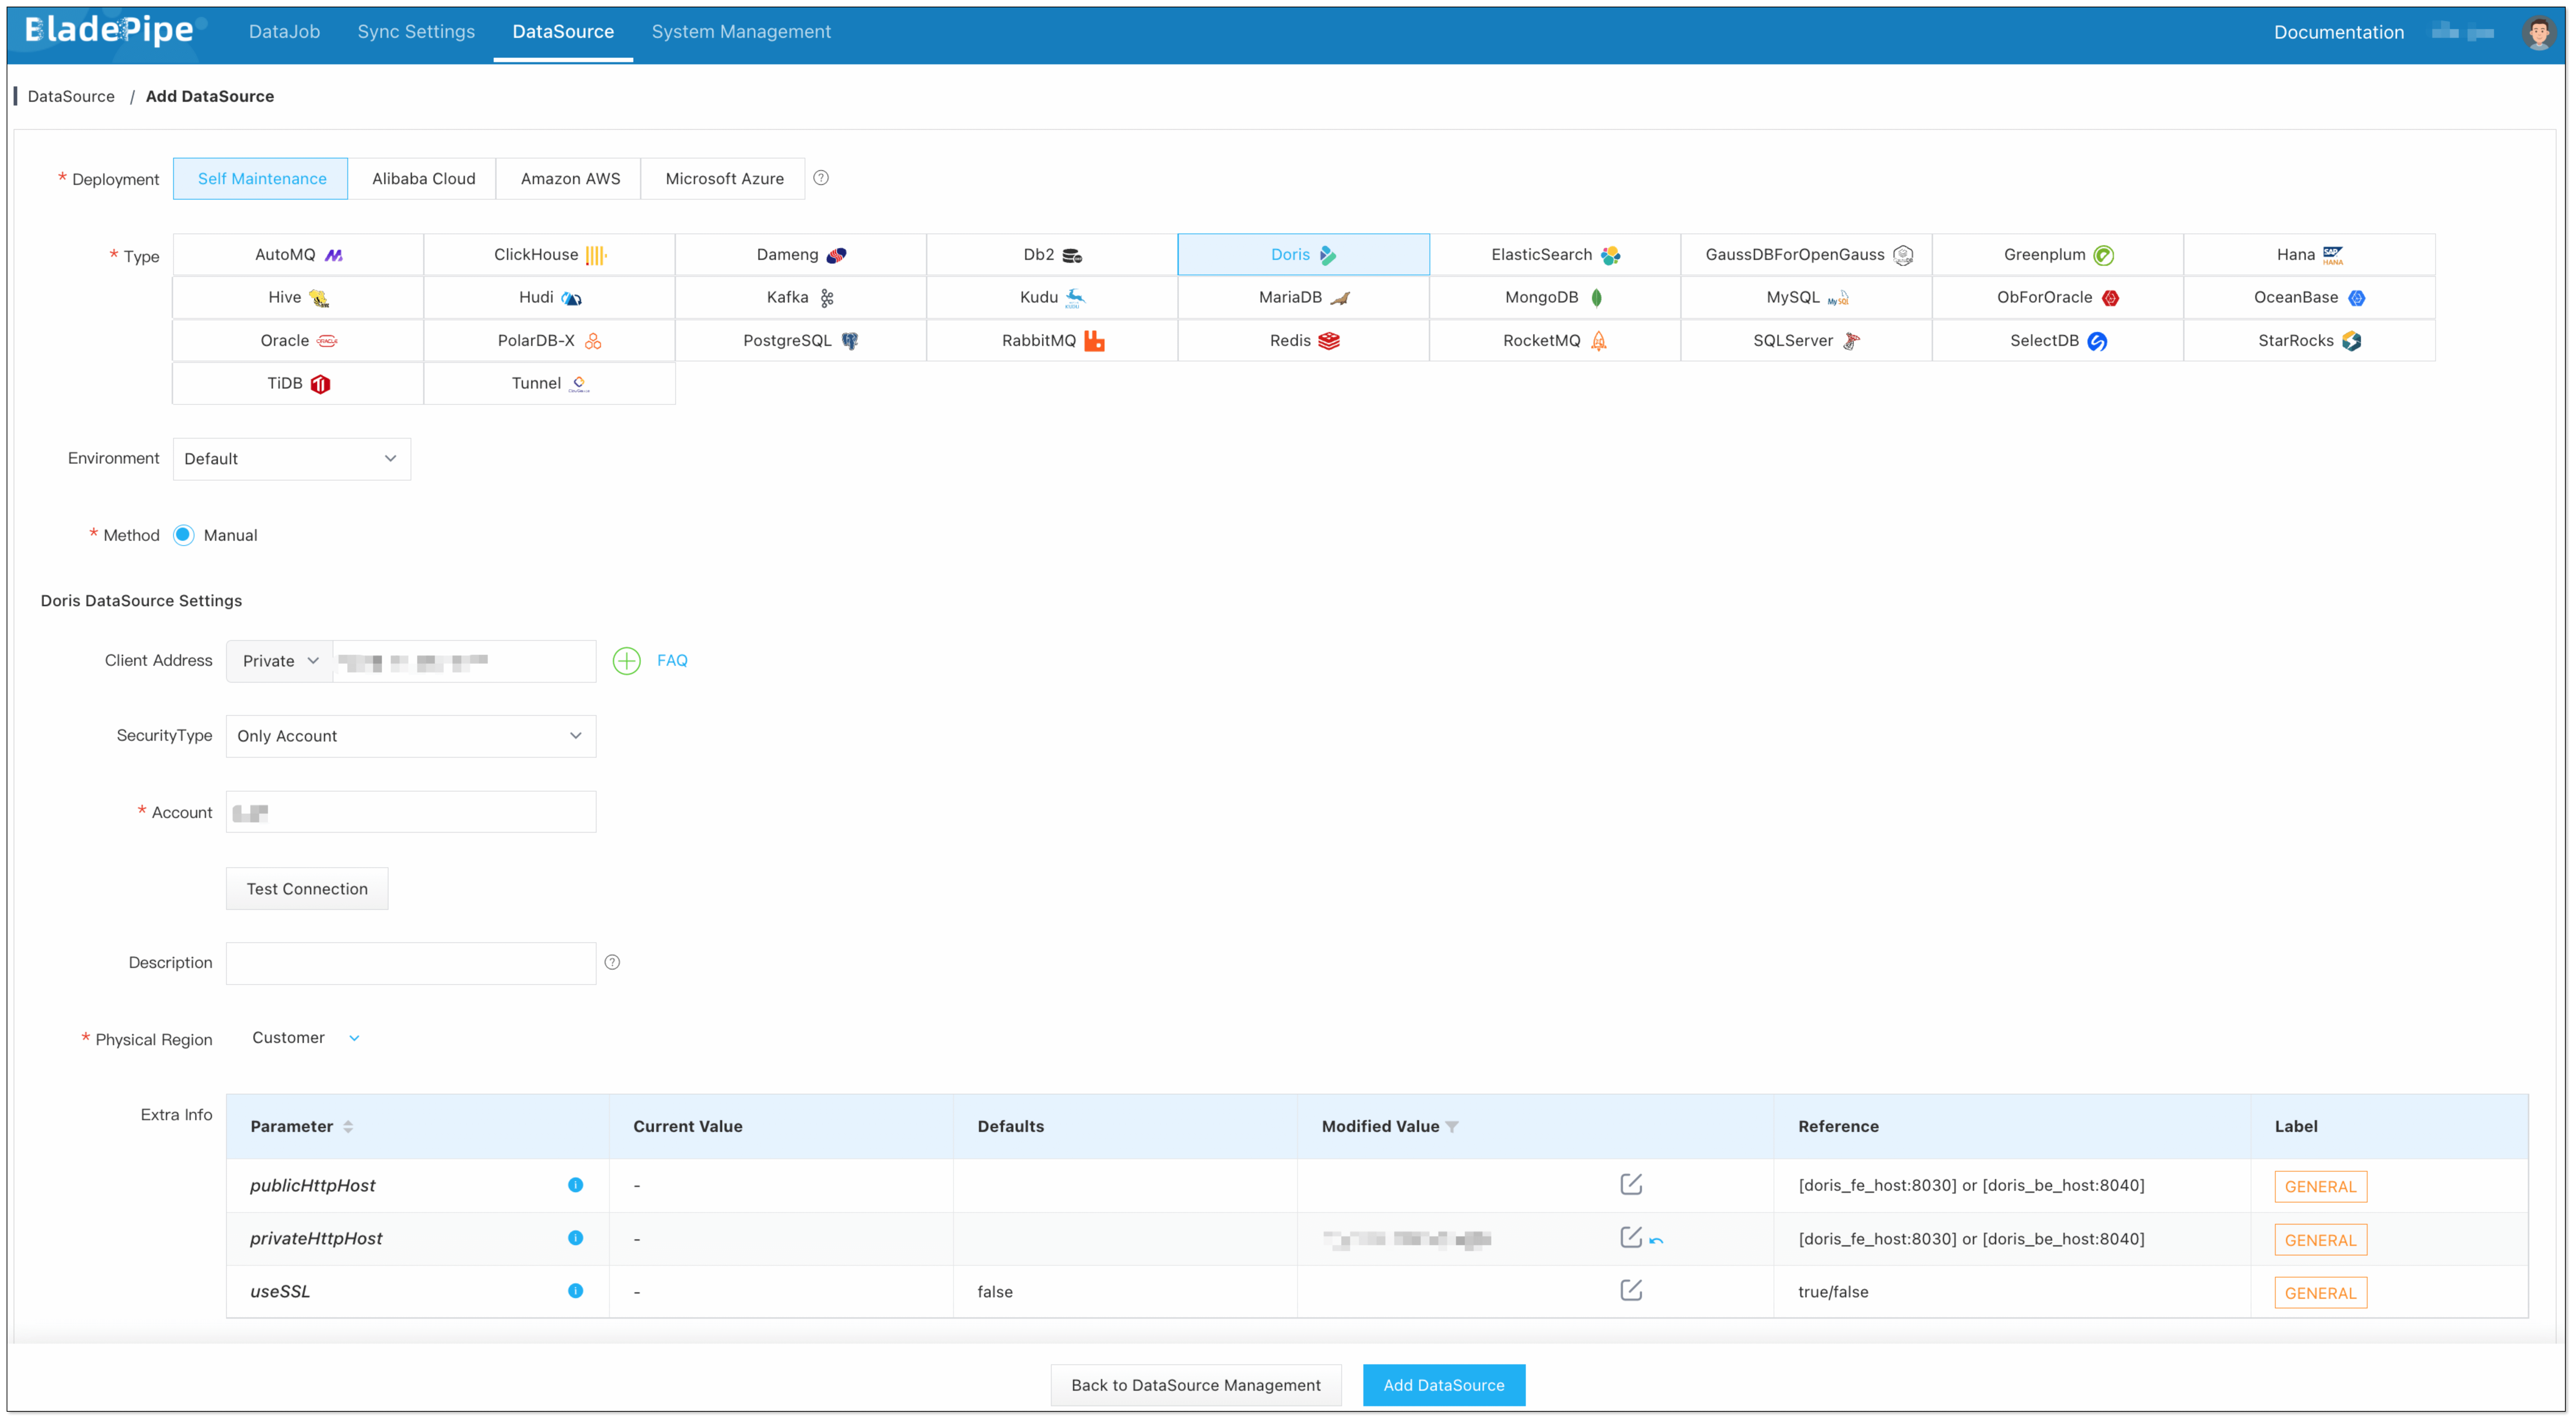 BladePipe DataJob Sync Settings DataSource System Management Documentation
DataSource / Add DataSource
* Deployment Self Maintenance Alibaba Cloud Amazon AWS Microsoft Azure ?
* Type AutoMQ ClickHouse Dameng Db2 Doris ElasticSearch GaussDBForOpenGauss Greenplum Hana SAP HANA
Hive Hudi Kafka Kudu MariaDB MongoDB MySQL MySQL ObForOracle OceanBase
Oracle ORACLE PolarDB-X PostgreSQL RabbitMQ Redis RocketMQ SQLServer SelectDB StarRocks
TiDB Tunnel
Environment Default
* Method Manual
Doris DataSource Settings
Client Address Private FAQ
SecurityType Only Account
* Account
Test Connection
Description ?
* Physical Region Customer
Extra Info Parameter Current Value Defaults Modified Value Reference Label
publicHttpHost i - [doris_fe_host:8030] or [doris_be_host:8040] GENERAL
privateHttpHost i - [doris_fe_host:8030] or [doris_be_host:8040] GENERAL
useSSL i - false true/false GENERAL
Back to DataSource Management Add DataSource